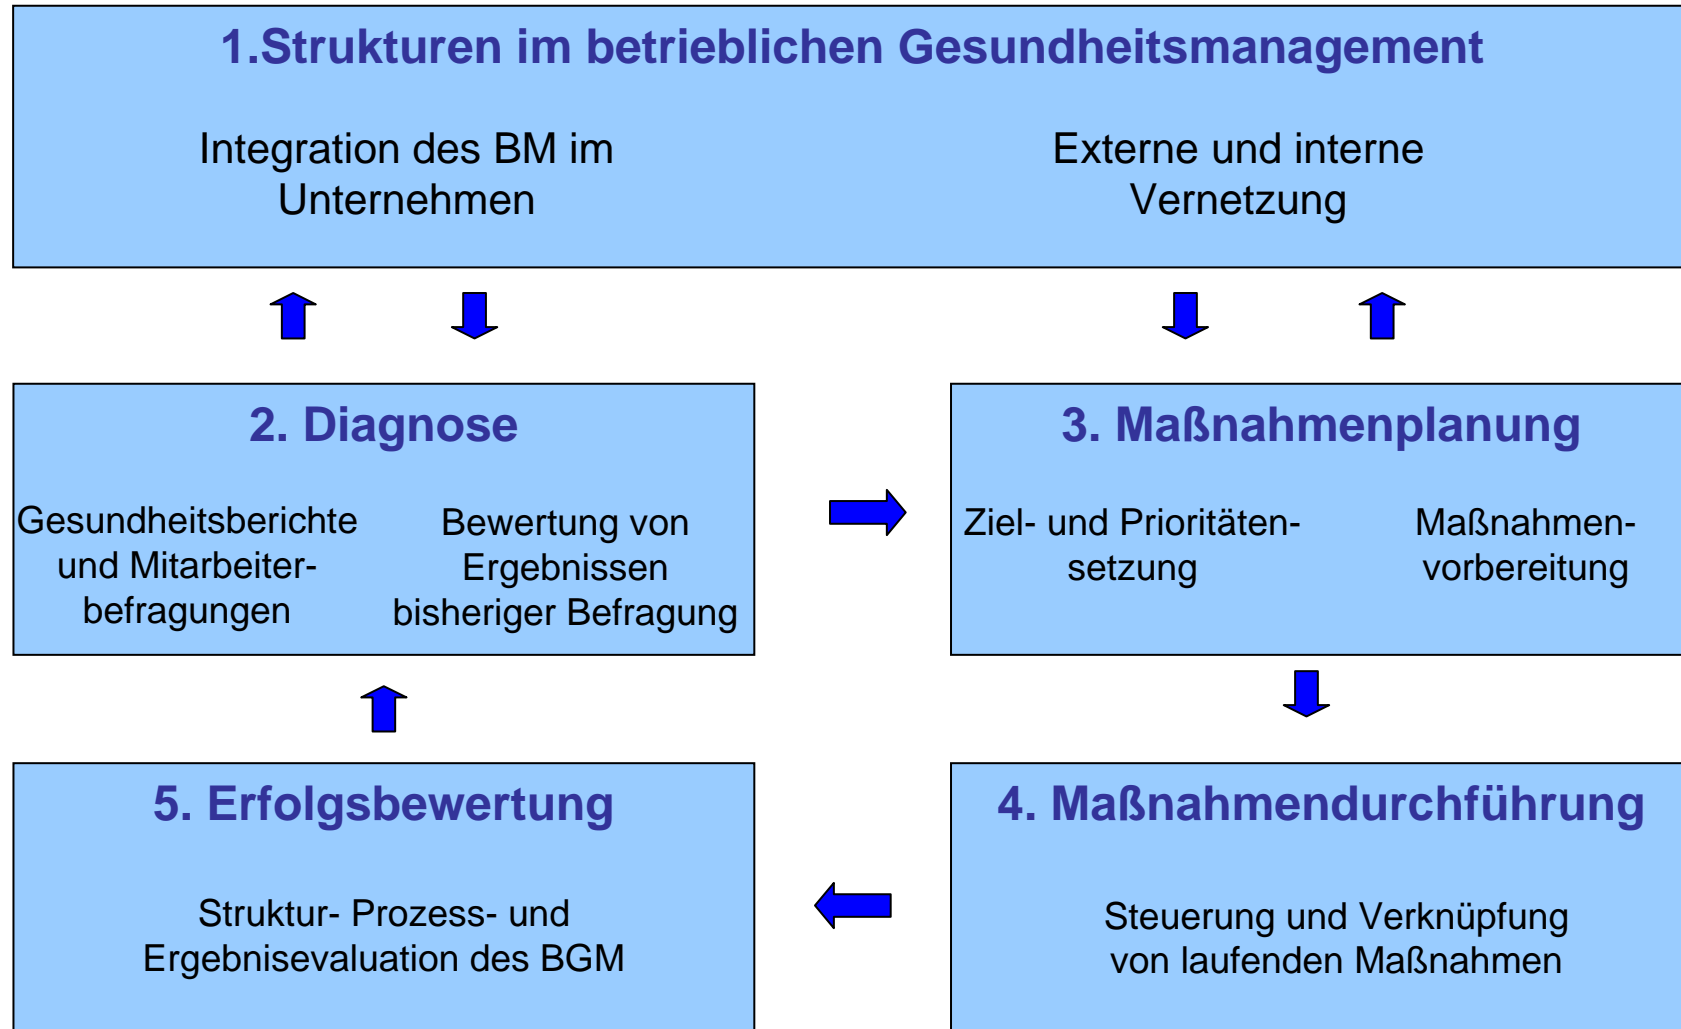 1.Strukturen im betrieblichen Gesundheitsmanagement
Integration des BM im
Unternehmen
Externe und interne
Vernetzung
2. Diagnose
Gesundheitsberichte
und Mitarbeiter-
befragungen
Bewertung von
Ergebnissen
bisheriger Befragung
3. Maßnahmenplanung
Ziel- und Prioritäten-
setzung
Maßnahmen-
vorbereitung
5. Erfolgsbewertung
Struktur- Prozess- und
Ergebnisevaluation des BGM
4. Maßnahmendurchführung
Steuerung und Verknüpfung
von laufenden Maßnahmen